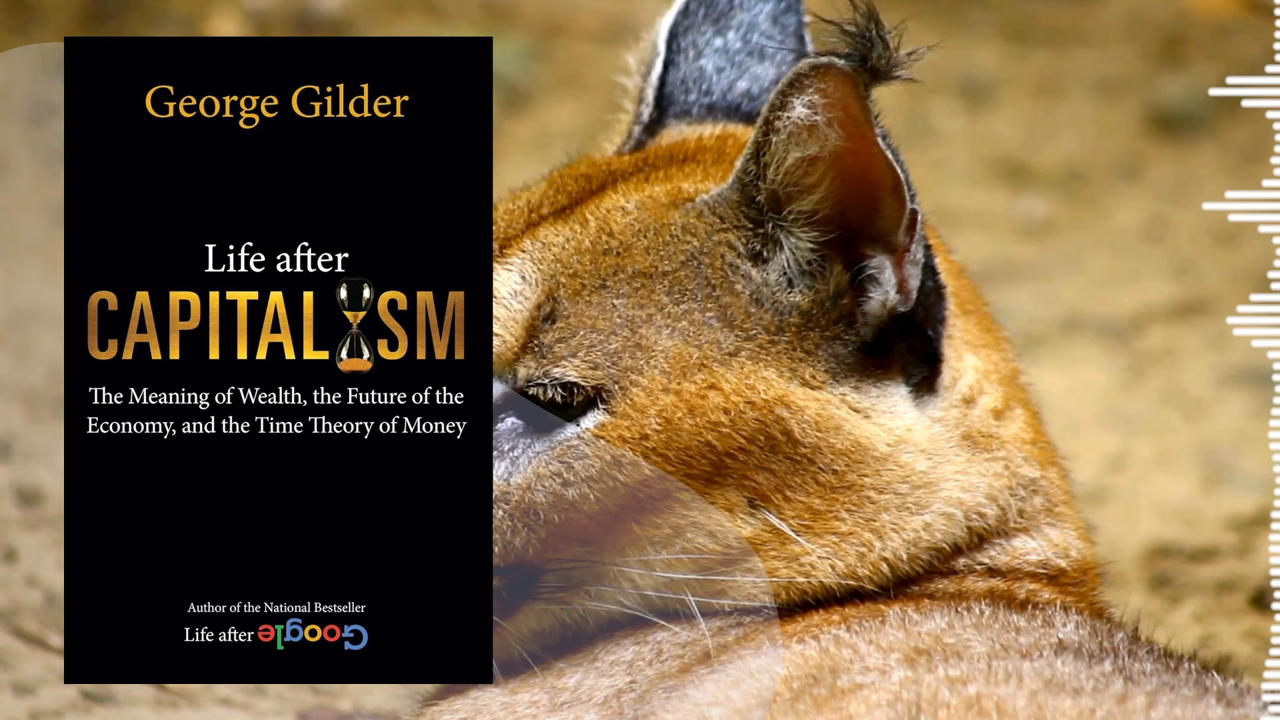 George Gilder
Life after
CAPITALISM
The Meaning of Wealth, the Future of the
Economy, and the Time Theory of Money
Author of the National Bestseller
Life after Google